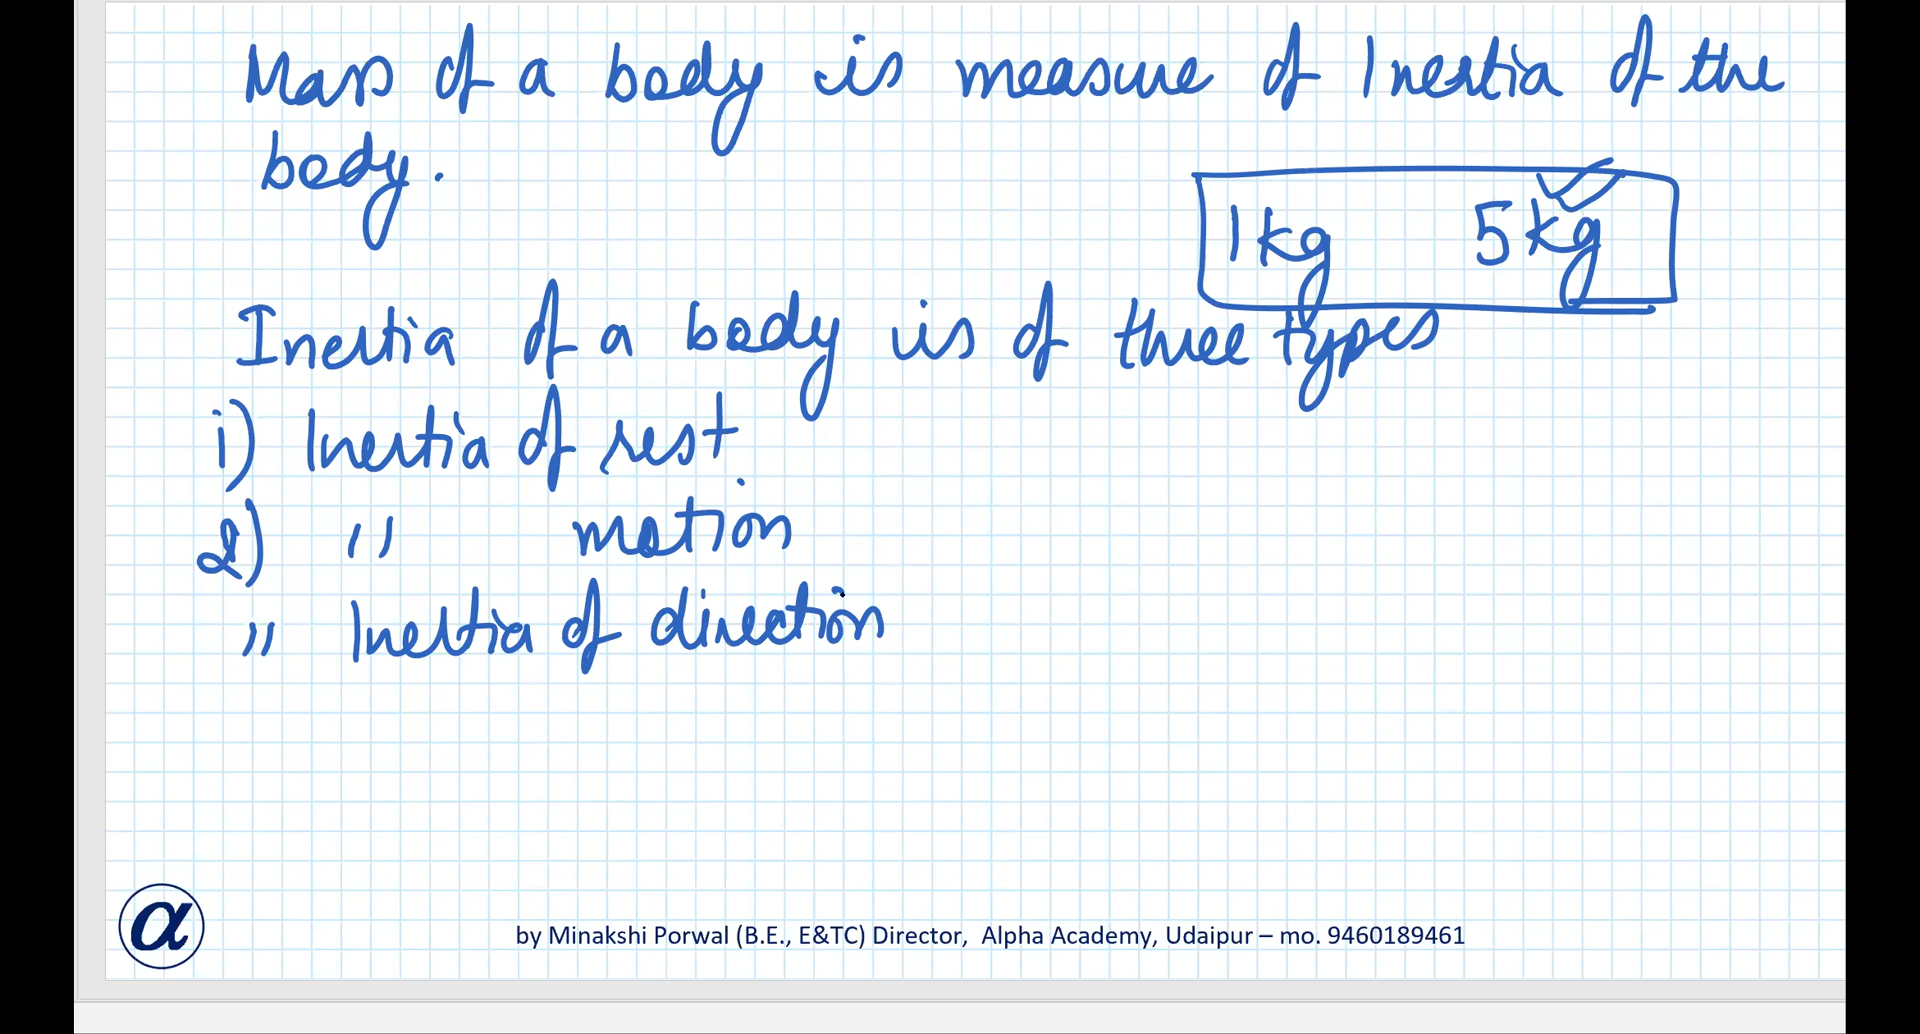 Mass of a body is measure of Inertia of the
body.
1kg 5kg
Inertia of a body is of three types
i) Inertia of rest
2) " motion
" Inertia of direction
α
by Minakshi Porwal (B.E., E&TC) Director, Alpha Academy, Udaipur – mo. 9460189461